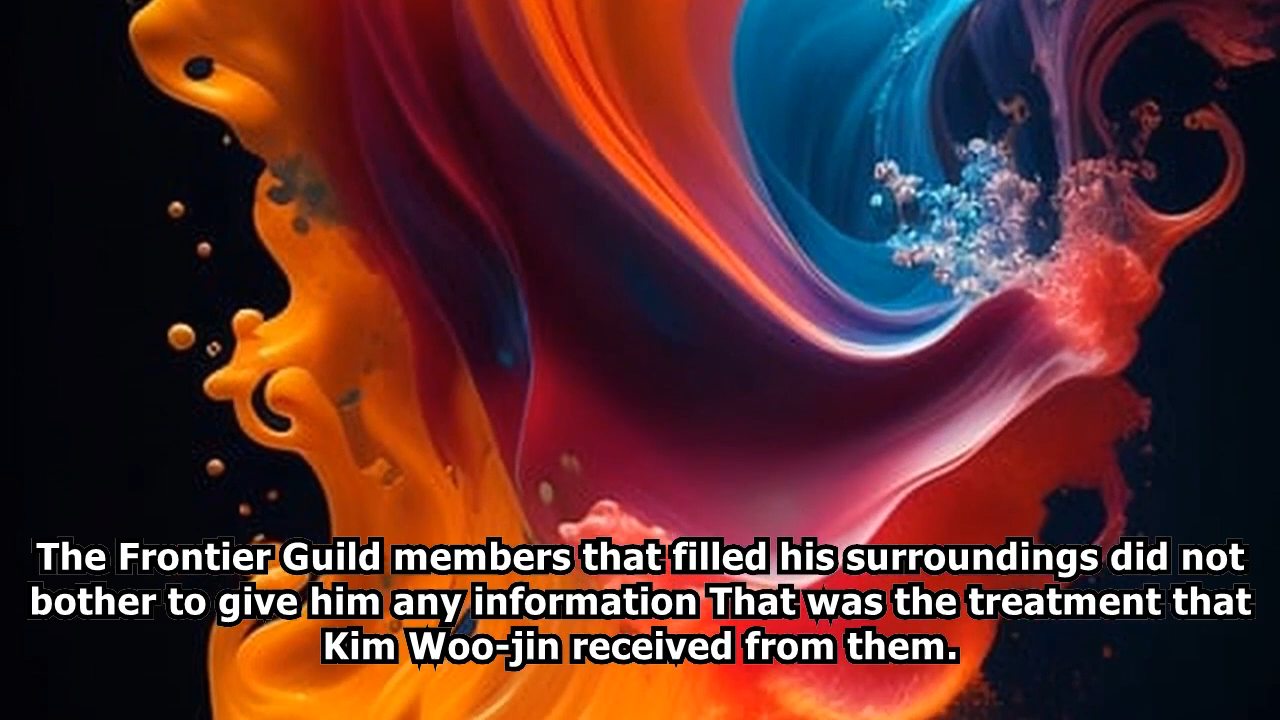 The Frontier Guild members that filled his surroundings did not
bother to give him any information That was the treatment that
Kim Woo-jin received from them.